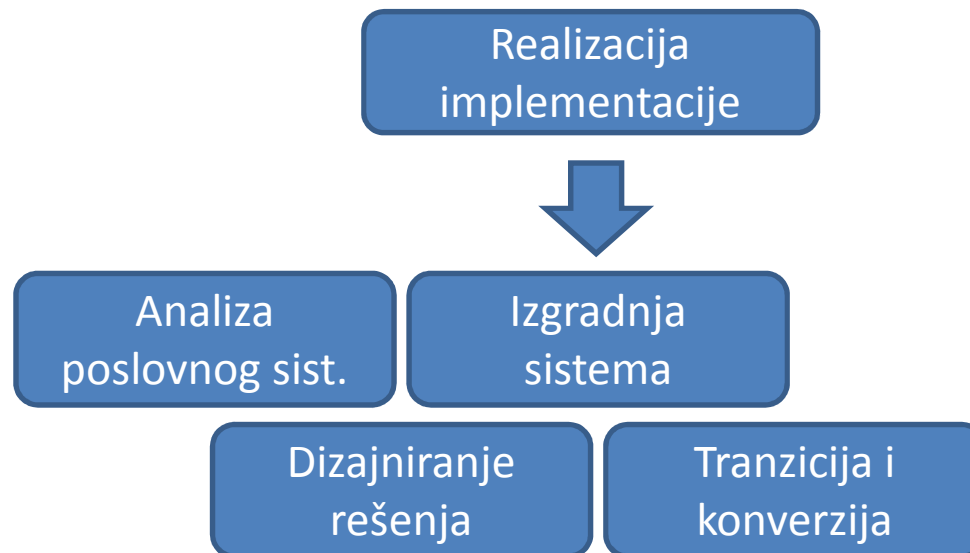 Realizacija
implementacije
Analiza
poslovnog sist.
Izgradnja
sistema
Dizajniranje
rešenja
Tranzicija i
konverzija